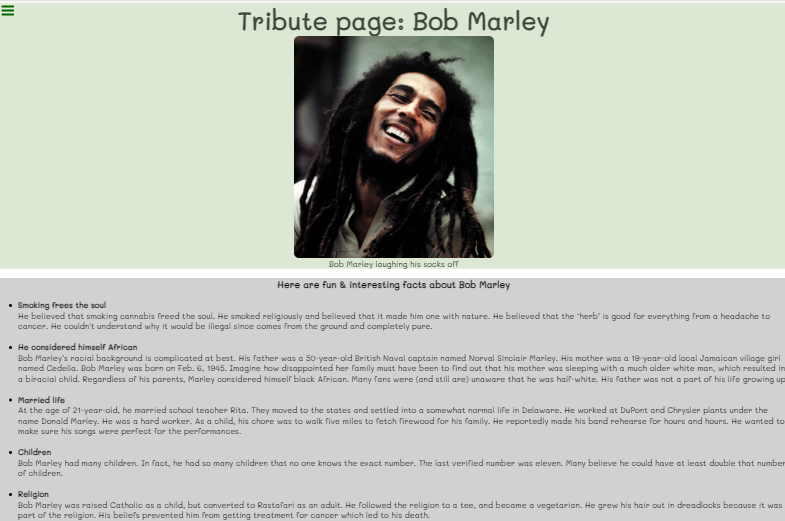 Tribute page: Bob Marley
Bob Marley laughing his socks off
Here are fun & interesting facts about Bob Marley
Smoking frees the soul
He believed that smoking cannabis freed the soul. He smoked religiously and believed that it made him one with nature. He believed that the 'herb' is good for everything from a headache to
cancer. He couldn't understand why it would be illegal since comes from the ground and completely pure.
He considered himself African
Bob Marley's racial background is complicated at best. His father was a 50-year-old British Naval captain named Norval Sinclair Marley. His mother was a 19-year-old local Jamaican village girl
named Cedella. Bob Marley was born on Feb. 6, 1945. Imagine how disappointed her family must have been to find out that his mother was sleeping with a much older white man, which resulted in
a biracial child. Regardless of his parents, Marley considered himself black African. Many fans were (and still are) unaware that he was half-white. His father was not a part of his life growing up
Married life
At the age of 21-year-old, he married school teacher Rita. They moved to the states and settled into a somewhat normal life in Delaware. He worked at DuPont and Chrysler plants under the
name Donald Marley. He was a hard worker. As a child, his chore was to walk five miles to fetch firewood for his family. He reportedly made his band rehearse for hours and hours. He wanted to
make sure his songs were perfect for the performances.
Children
Bob Marley had many children. In fact, he had so many children that no one knows the exact number. The last verified number was eleven. Many believe he could have at least double that number
of children.
Religion
Bob Marley was raised Catholic as a child, but converted to Rastafari as an adult. He followed the religion to a tee, and became a vegetarian. He grew his hair out in dreadlocks because it was
part of the religion. His beliefs prevented him from getting treatment for cancer which led to his death.